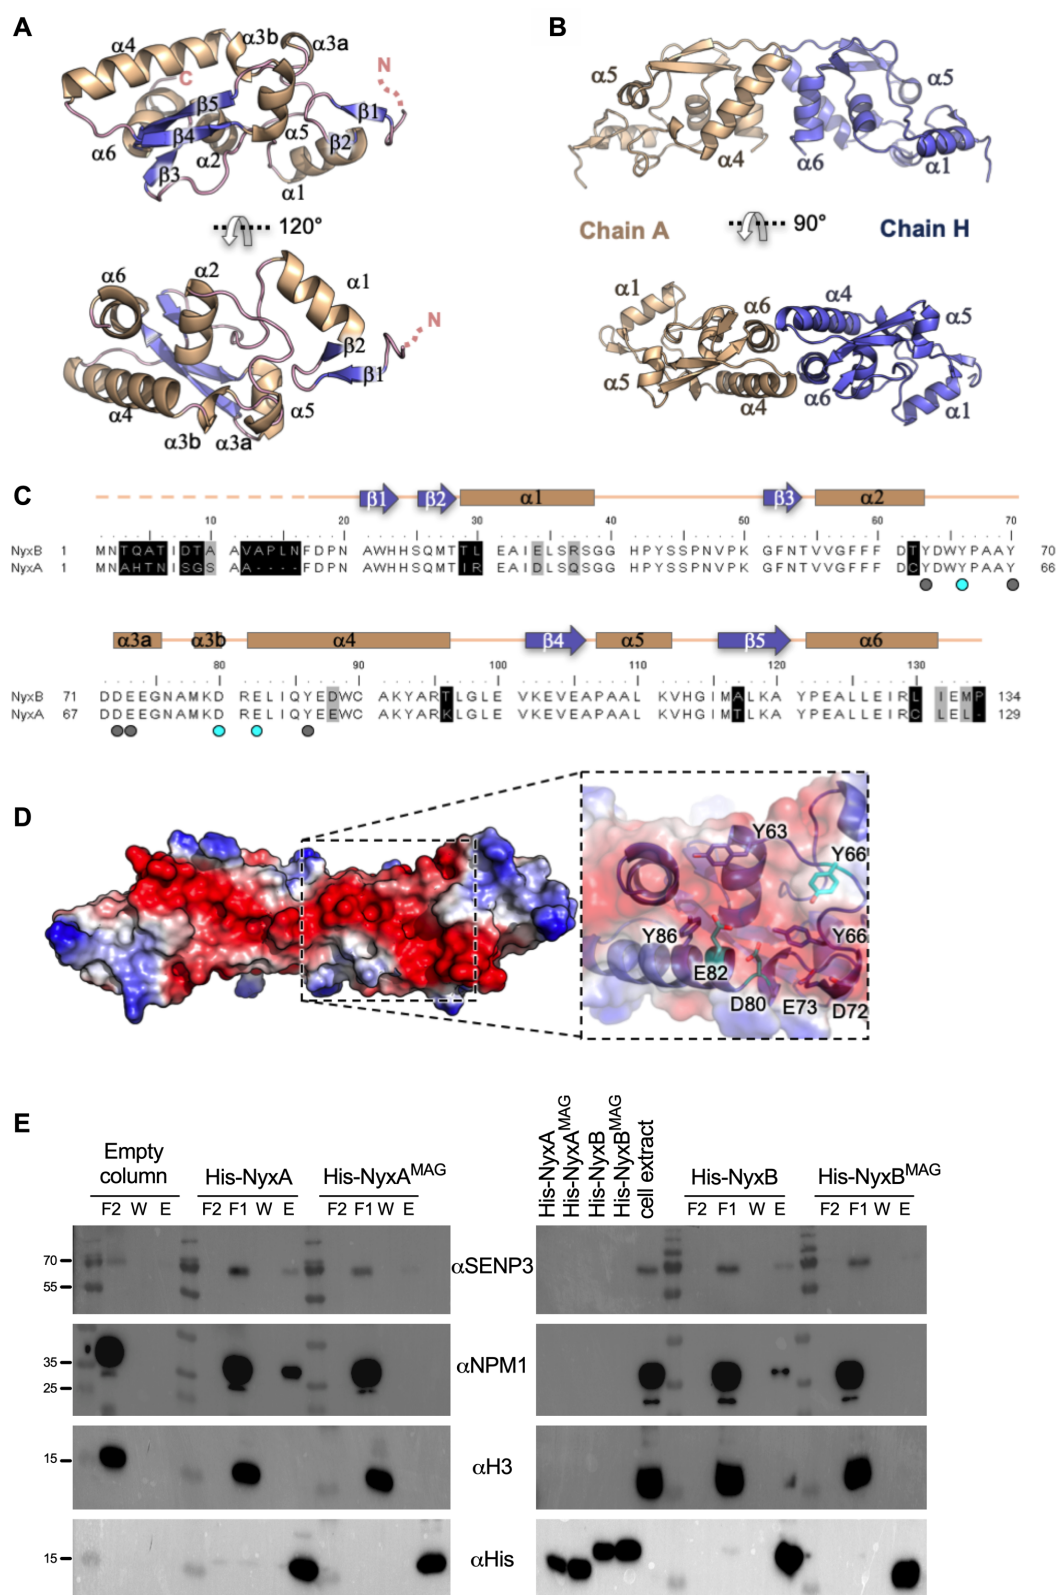 A
α4
α3b
α3a
C
N
β5
β1
β4
α5
β2
α6
α2
β3
α1
120°
α6
α2
α1
N
β2
β1
α4
α5
α3b
α3a
B
α5
α5
α4
α6
α1
Chain A
90°
Chain H
α1
α6
α4
α5
α5
α4
α6
α1
C
β1
β2
α1
β3
α2
10 20 30 40 50 60 70
NyxB 1 MNTQATIDTA AVAPLNFDPN AWHHSQMTTL EAIELSRSGG HPYSSPNVPK GFNTVVGFFF DTYDWYPAAY 70
NyxA 1 MNAHTNISGS AA----FDPN AWHHSQMTIR EAIDLSQSGG HPYSSPNVPK GFNTVVGFFF DCYDWYPAAY 66
α3a
α3b
α4
β4
α5
β5
α6
80 90 100 110 120 130
NyxB 71 DDEEGNAMKD RELIQYEDWC AKYARTLGLE VKEVEAPAAL KVHGIMALKA YPEALLEIRL IEMP 134
NyxA 67 DDEEGNAMKD RELIQYEEWC AKYARKLGLE VKEVEAPAAL KVHGIMTLKA YPEALLEIRC LEL- 129
D
Y63
Y66
Y86
Y66
E82
D80
E73
D72
E
Empty column
His-NyxA
His-NyxA^MAG
F2 W E
F2 F1 W E
F2 F1 W E
His-NyxA
His-NyxA^MAG
His-NyxB
His-NyxB^MAG
cell extract
His-NyxB
His-NyxB^MAG
F2 F1 W E
F2 F1 W E
70
55
αSENP3
35
25
αNPM1
15
αH3
15
αHis